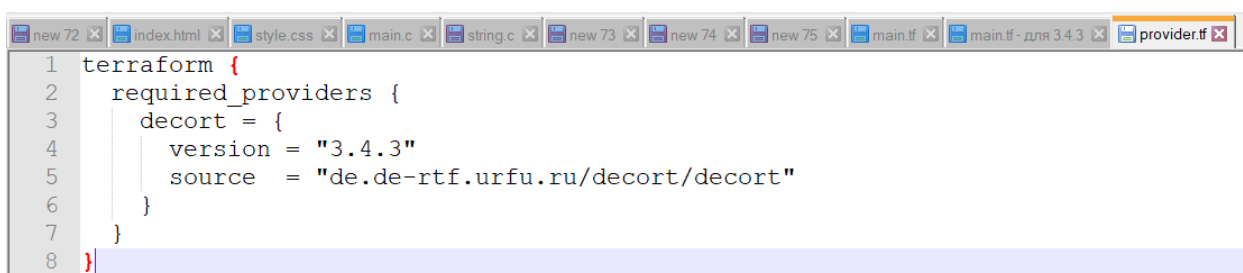 new 72 index.html style.css main.c string.c new 73 new 74 new 75 main.tf main.tf - для 3.4.3 provider.tf
1 terraform {
2   required_providers {
3     decort = {
4       version = "3.4.3"
5       source  = "de.de-rtf.urfu.ru/decort/decort"
6     }
7   }
8 }